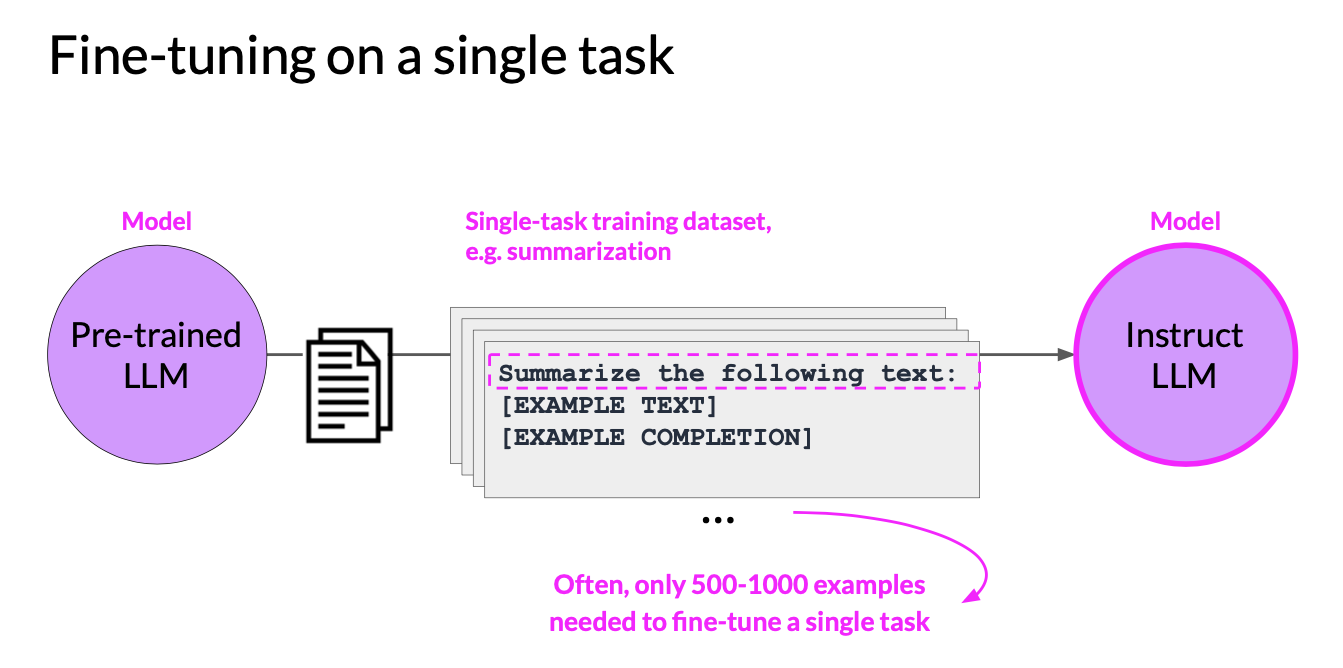 Fine-tuning on a single task
Model
Pre-trained
LLM
Single-task training dataset,
e.g. summarization
Summarize the following text:
[EXAMPLE TEXT]
[EXAMPLE COMPLETION]
...
Often, only 500-1000 examples
needed to fine-tune a single task
Model
Instruct
LLM